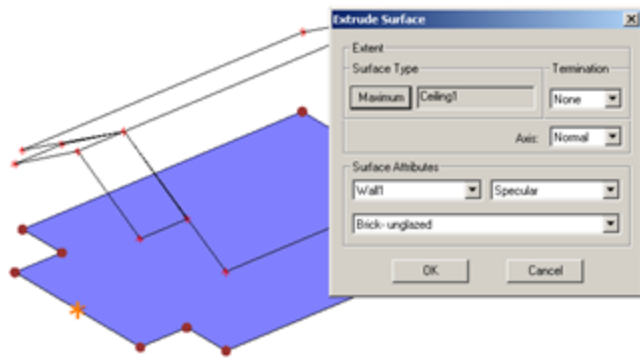 Extrude Surface
Extent
Surface Type
Termination
Maximum
Ceiling1
None
Axis:
Normal
Surface Attributes
Wall1
Specular
Brick- unglazed
OK
Cancel